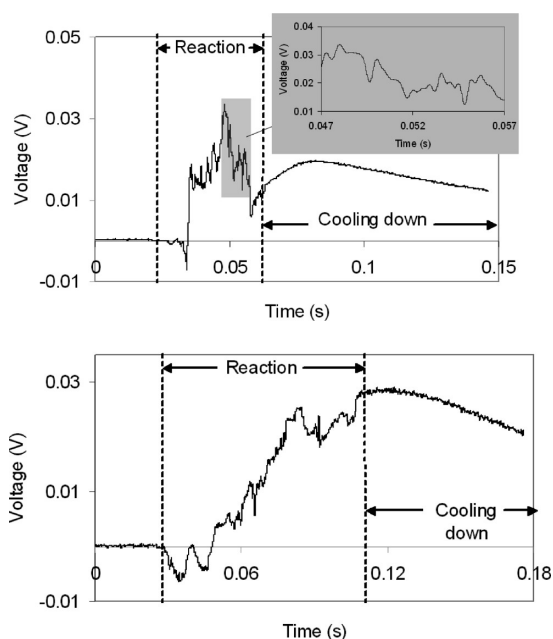 0.05
Reaction
0.03
0.01
-0.01
Voltage (V)
0.04
0.03
0.02
0.01
Voltage (V)
0.047
0.052
0.057
Time (s)
Cooling down
0
0.05
0.1
0.15
Time (s)
Reaction
0.03
0.01
-0.01
Voltage (V)
Cooling
down
0
0.06
0.12
0.18
Time (s)